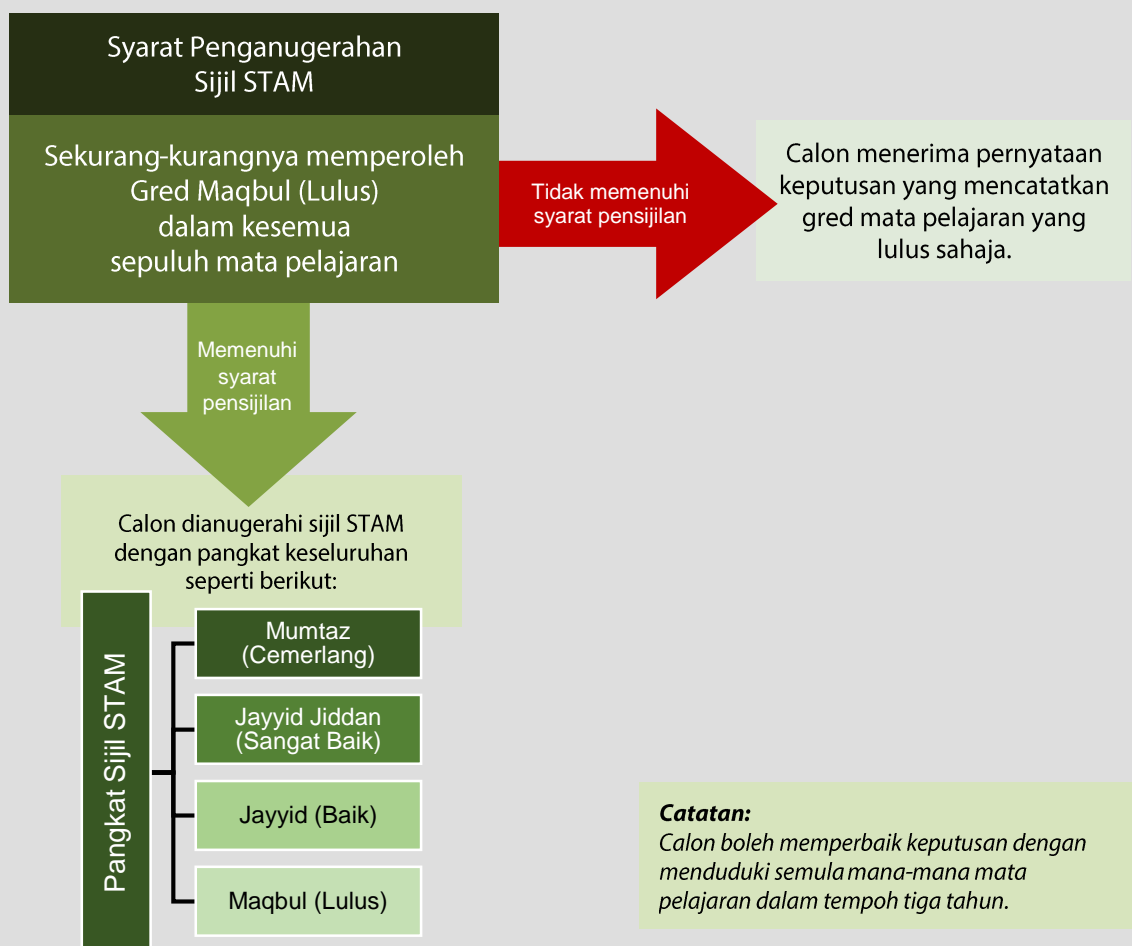 Syarat Penganugerahan
Sijil STAM
Sekurang-kurangnya memperoleh
Gred Maqbul (Lulus)
dalam kesemua
sepuluh mata pelajaran
Tidak memenuhi
syarat pensijilan
Calon menerima pernyataan
keputusan yang mencatatkan
gred mata pelajaran yang
lulus sahaja.
Memenuhi
syarat
pensijilan
Calon dianugerahi sijil STAM
dengan pangkat keseluruhan
seperti berikut:
Pangkat Sijil STAM
Mumtaz
(Cemerlang)
Jayyid Jiddan
(Sangat Baik)
Jayyid (Baik)
Maqbul (Lulus)
Catatan:
Calon boleh memperbaik keputusan dengan
menduduki semula mana-mana mata
pelajaran dalam tempoh tiga tahun.